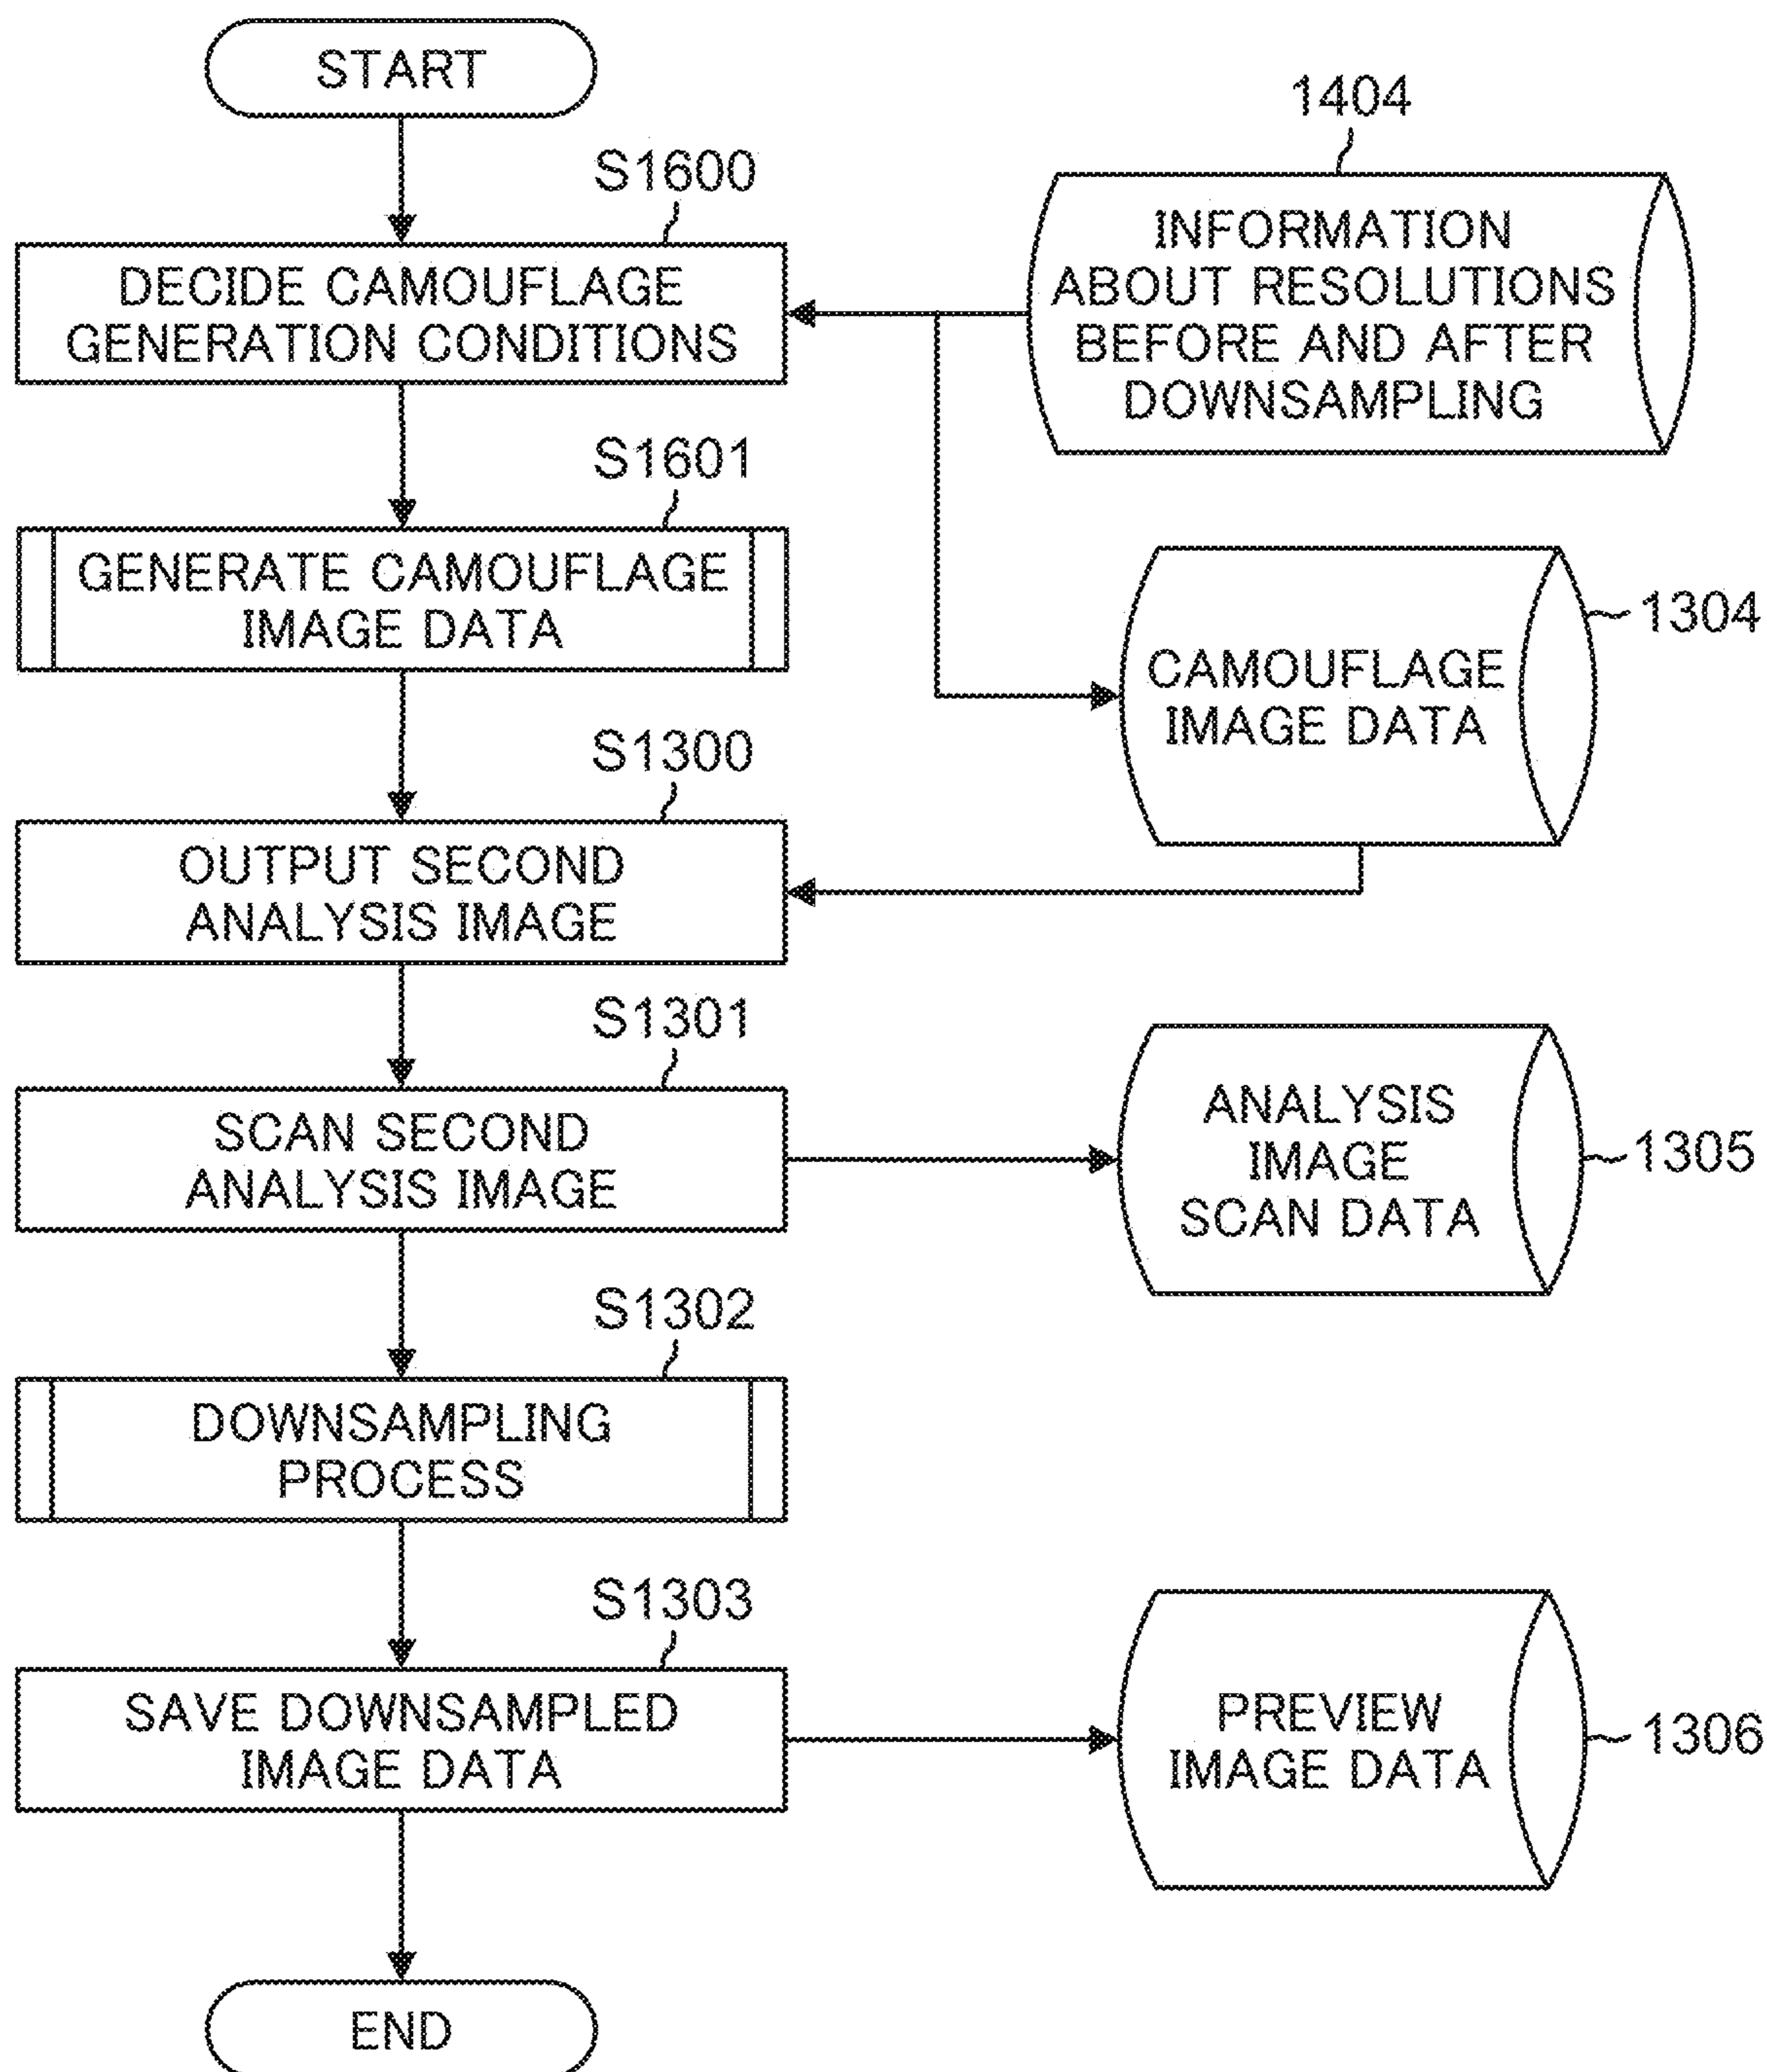 START
1404
S1600
INFORMATION
ABOUT RESOLUTIONS
BEFORE AND AFTER
DOWNSAMPLING
DECIDE CAMOUFLAGE
GENERATION CONDITIONS
S1601
GENERATE CAMOUFLAGE
IMAGE DATA
1304
CAMOUFLAGE
IMAGE DATA
S1300
OUTPUT SECOND
ANALYSIS IMAGE
S1301
SCAN SECOND
ANALYSIS IMAGE
ANALYSIS
IMAGE
SCAN DATA
1305
S1302
DOWNSAMPLING
PROCESS
S1303
SAVE DOWNSAMPLED
IMAGE DATA
PREVIEW
IMAGE DATA
1306
END